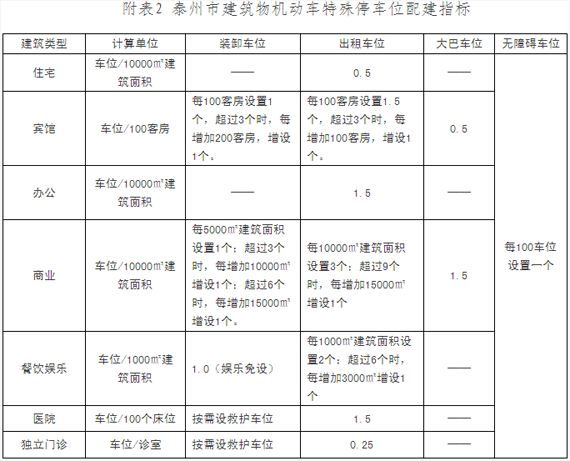 附表2 泰州市建筑物机动车特殊停车位配建指标
建筑类型 计算单位 装卸车位 出租车位 大巴车位 无障碍车位
住宅 车位/10000㎡建筑面积 —— 0.5 ——
宾馆 车位/100客房 每100客房设置1个，超过3个时，每增加200客房，增设1个。 每100客房设置1.5个，超过3个时，每增加100客房，增设1个。 0.5
办公 车位/10000㎡建筑面积 —— 1.5 ——
商业 车位/10000㎡建筑面积 每5000㎡建筑面积设置1个；超过3个时，每增加10000㎡增设1个；超过6个时，每增加15000㎡增设1个。 每10000㎡建筑面积设置3个；超过9个时，每增加15000㎡增设1个 1.5 每100车位设置一个
餐饮娱乐 车位/1000㎡建筑面积 1.0（娱乐免设） 每1000㎡建筑面积设置2个；超过6个时，每增加3000㎡增设1个 ——
医院 车位/100个床位 按需设救护车位 1.5 ——
独立门诊 车位/诊室 按需设救护车位 0.25 ——